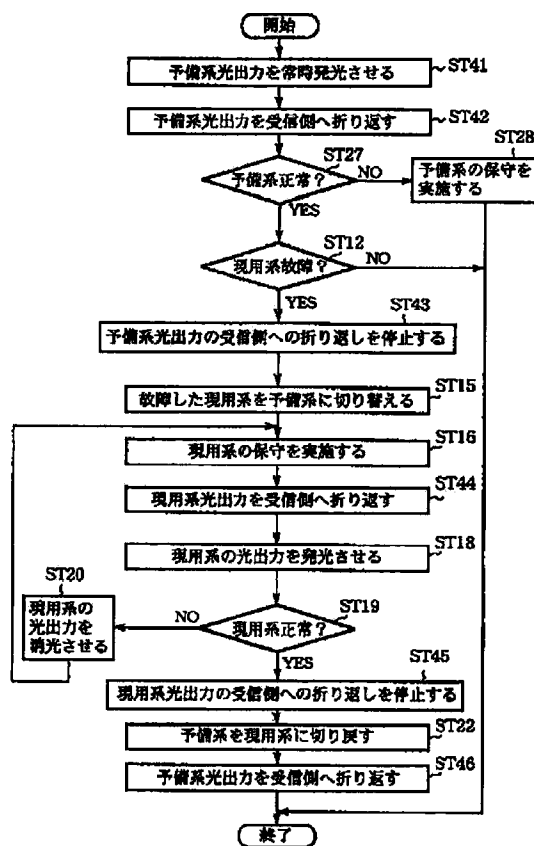 開始
予備系光出力を常時発光させる
ST41
予備系光出力を受信側へ折り返す
ST42
ST27
予備系正常?
NO
ST28
予備系の保守を
実施する
YES
ST12
現用系故障?
NO
YES
ST43
予備系光出力の受信側への折り返しを停止する
ST15
故障した現用系を予備系に切り替える
ST16
現用系の保守を実施する
ST44
現用系光出力を受信側へ折り返す
ST18
現用系の光出力を発光させる
ST20
現用系の
光出力を
消光させる
NO
ST19
現用系正常?
YES
ST45
現用系光出力の受信側への折り返しを停止する
ST22
予備系を現用系に切り戻す
ST46
予備系光出力を受信側へ折り返す
終了